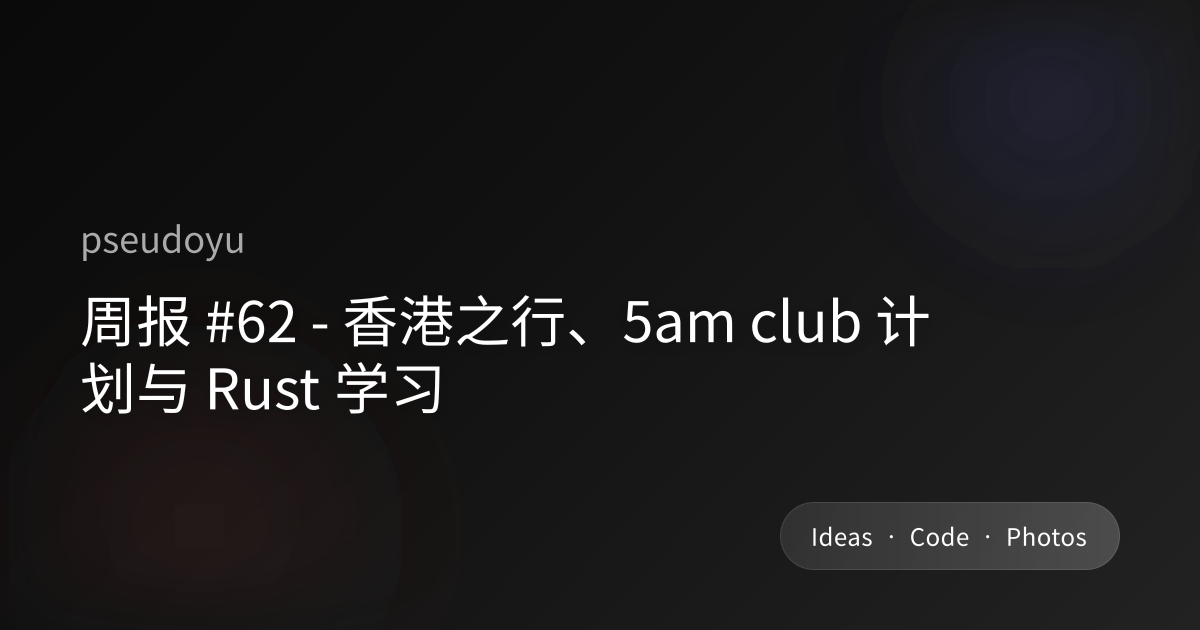 pseudoyu
周报 #62 - 香港之行、5am club 计
划与 Rust 学习
Ideas · Code · Photos